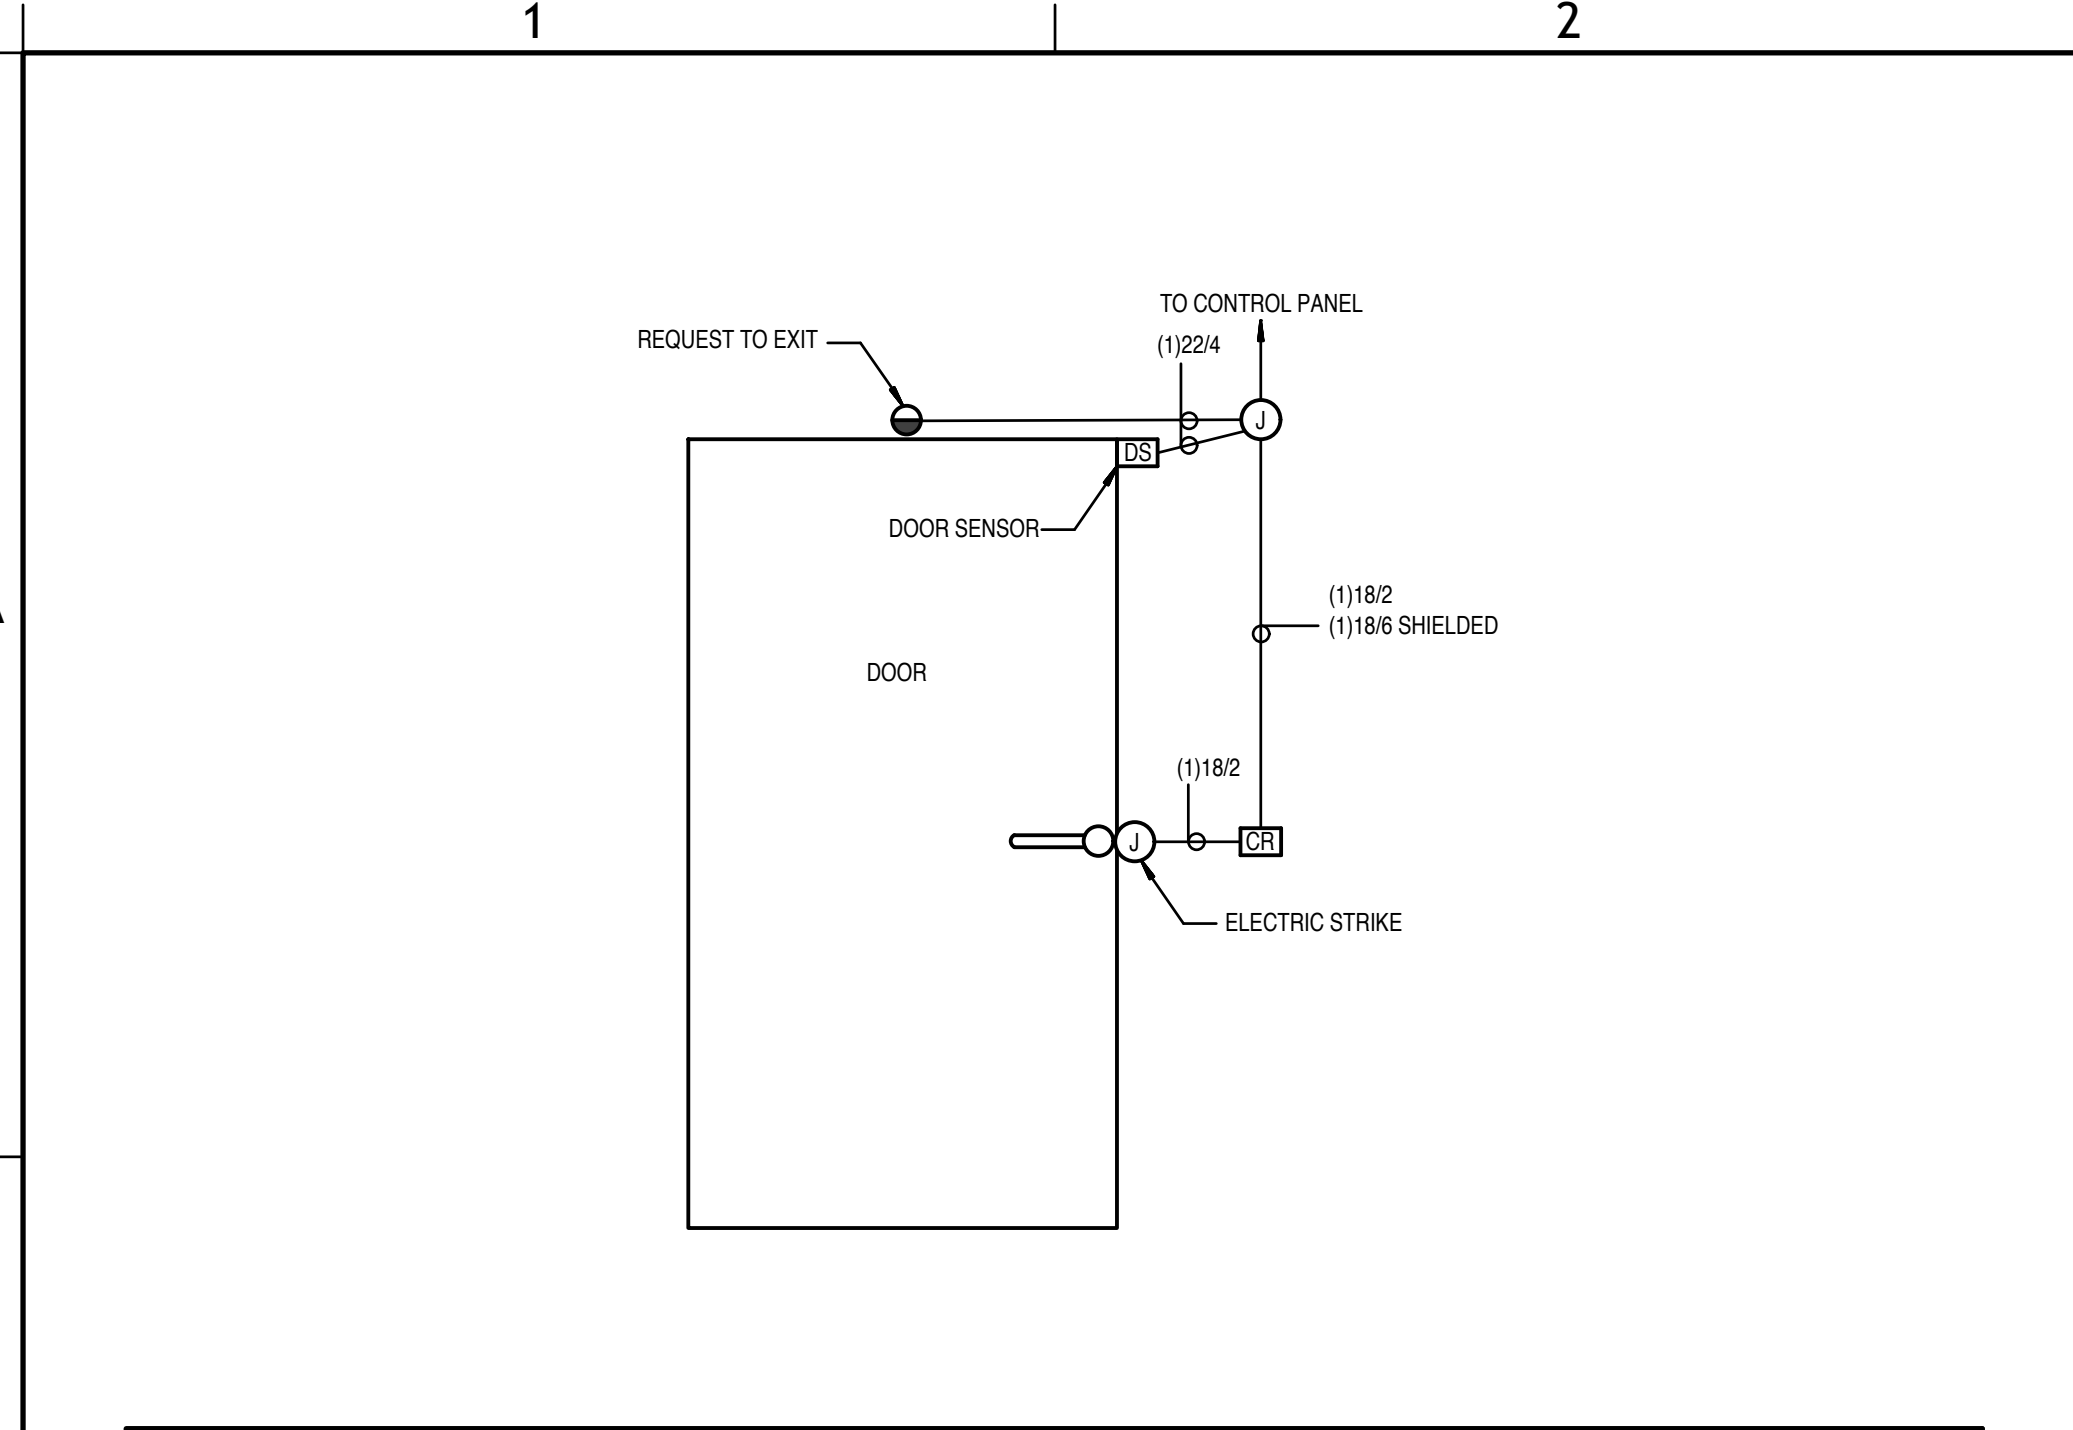 1
2
TO CONTROL PANEL
REQUEST TO EXIT
(1)22/4
J
DS
DOOR SENSOR
(1)18/2
(1)18/6 SHIELDED
DOOR
(1)18/2
J
CR
ELECTRIC STRIKE